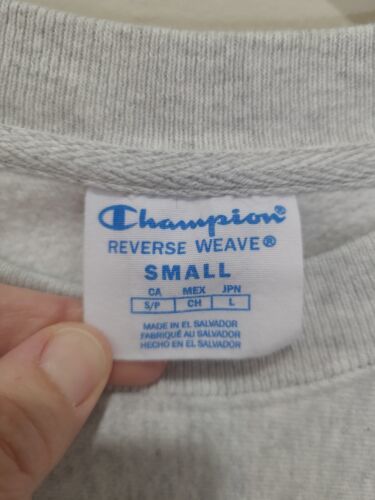 Champion®
REVERSE WEAVE®
SMALL
CA MEX JPN
S/P CH L
MADE IN EL SALVADOR
FABRIQUÉ AU SALVADOR
HECHO EN EL SALVADOR